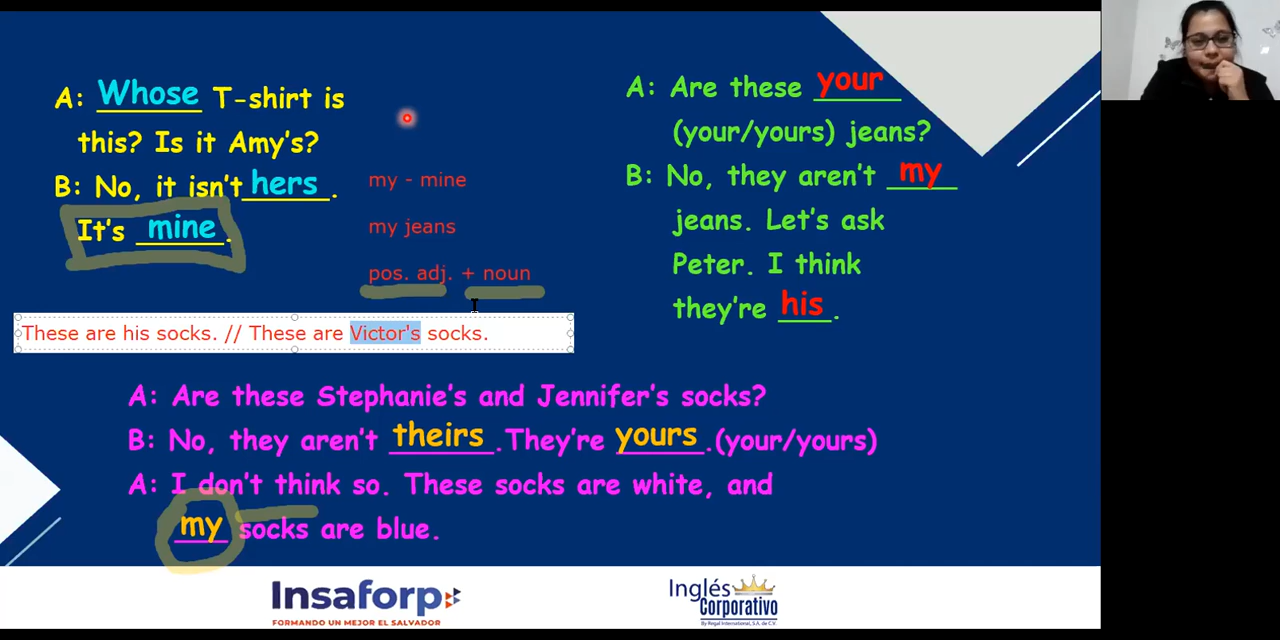 A: Whose T-shirt is
this? Is it Amy's?
B: No, it isn't hers.
It's mine.
my - mine
my jeans
pos. adj. + noun
These are his socks. // These are Victor's socks.
A: Are these your
(your/yours) jeans?
B: No, they aren't my
jeans. Let's ask
Peter. I think
they're his.
A: Are these Stephanie's and Jennifer's socks?
B: No, they aren't theirs. They're yours.(your/yours)
A: I don't think so. These socks are white, and
my socks are blue.
Insaforp
FORMANDO UN MEJOR EL SALVADOR
Inglés
Corporativo
By Regal International, S.A. de C.V.